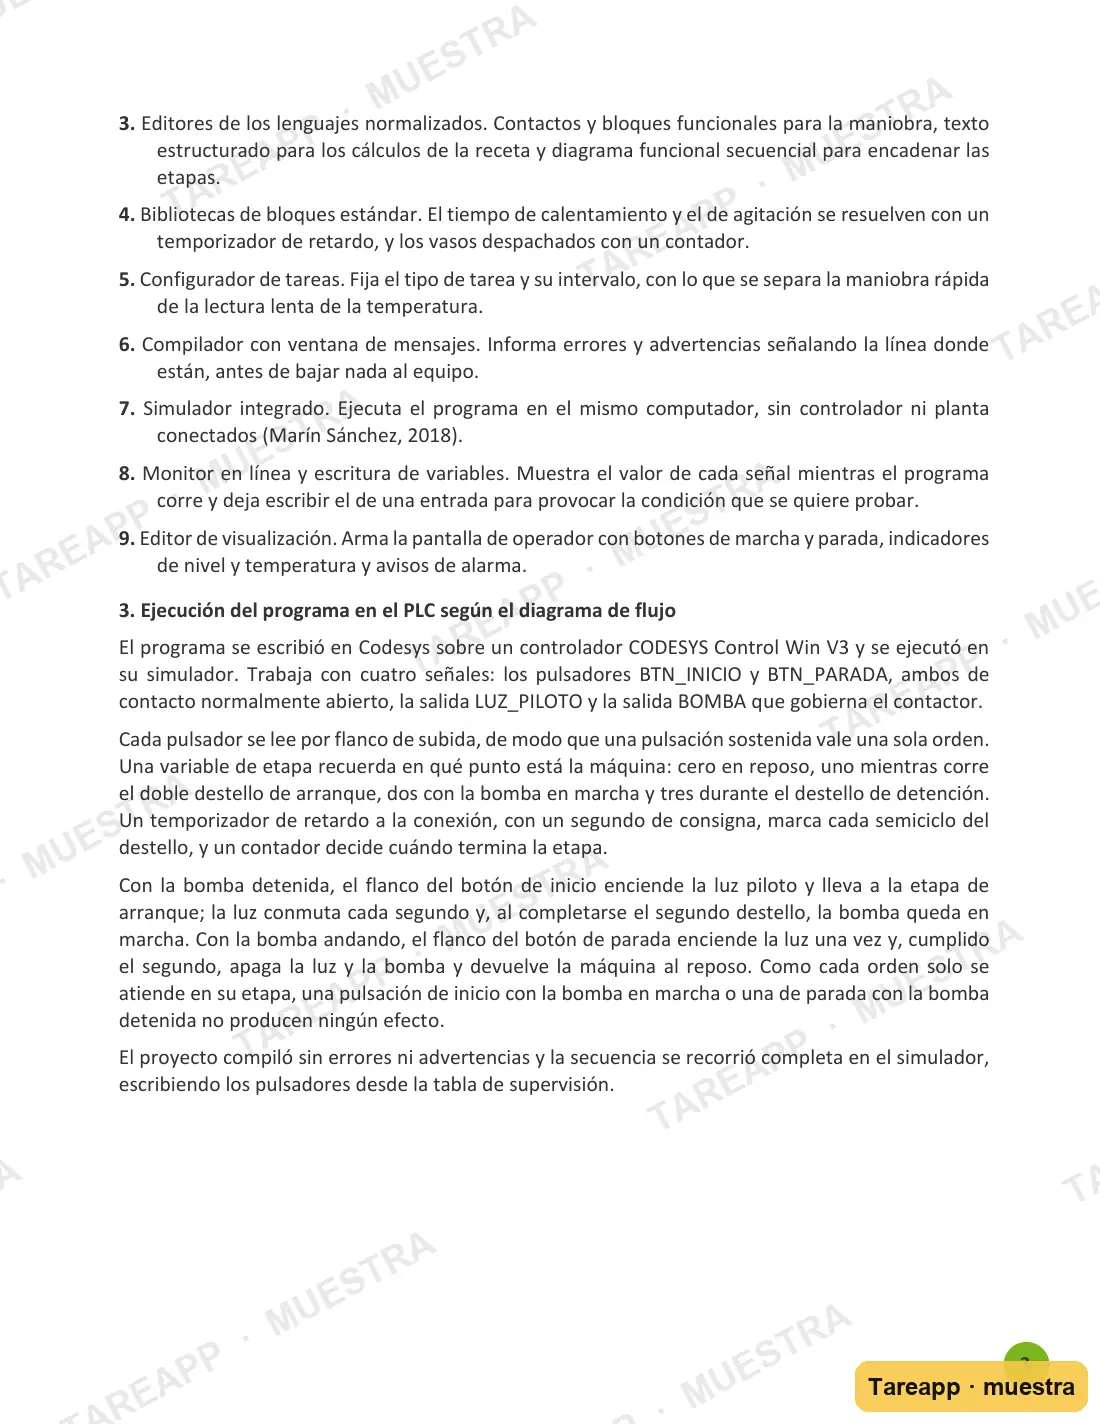 3. Editores de los lenguajes normalizados. Contactos y bloques funcionales para la maniobra, texto
estructurado para los cálculos de la receta y diagrama funcional secuencial para encadenar las
etapas.
4. Bibliotecas de bloques estándar. El tiempo de calentamiento y el de agitación se resuelven con un
temporizador de retardo, y los vasos despachados con un contador.
5. Configurador de tareas. Fija el tipo de tarea y su intervalo, con lo que se separa la maniobra rápida
de la lectura lenta de la temperatura.
6. Compilador con ventana de mensajes. Informa errores y advertencias señalando la línea donde
están, antes de bajar nada al equipo.
7. Simulador integrado. Ejecuta el programa en el mismo computador, sin controlador ni planta
conectados (Marín Sánchez, 2018).
8. Monitor en línea y escritura de variables. Muestra el valor de cada señal mientras el programa
corre y deja escribir el de una entrada para provocar la condición que se quiere probar.
9. Editor de visualización. Arma la pantalla de operador con botones de marcha y parada, indicadores
de nivel y temperatura y avisos de alarma.
3. Ejecución del programa en el PLC según el diagrama de flujo
El programa se escribió en Codesys sobre un controlador CODESYS Control Win V3 y se ejecutó en
su simulador. Trabaja con cuatro señales: los pulsadores BTN_INICIO y BTN_PARADA, ambos de
contacto normalmente abierto, la salida LUZ_PILOTO y la salida BOMBA que gobierna el contactor.
Cada pulsador se lee por flanco de subida, de modo que una pulsación sostenida vale una sola orden.
Una variable de etapa recuerda en qué punto está la máquina: cero en reposo, uno mientras corre
el doble destello de arranque, dos con la bomba en marcha y tres durante el destello de detención.
Un temporizador de retardo a la conexión, con un segundo de consigna, marca cada semiciclo del
destello, y un contador decide cuándo termina la etapa.
Con la bomba detenida, el flanco del botón de inicio enciende la luz piloto y lleva a la etapa de
arranque; la luz conmuta cada segundo y, al completarse el segundo destello, la bomba queda en
marcha. Con la bomba andando, el flanco del botón de parada enciende la luz una vez y, cumplido
el segundo, apaga la luz y la bomba y devuelve la máquina al reposo. Como cada orden solo se
atiende en su etapa, una pulsación de inicio con la bomba en marcha o una de parada con la bomba
detenida no producen ningún efecto.
El proyecto compiló sin errores ni advertencias y la secuencia se recorrió completa en el simulador,
escribiendo los pulsadores desde la tabla de supervisión.
Tareapp · muestra
TAREAPP · MUESTRA
TAREAPP · MUESTRA
TAREAPP · MUESTRA
TAREAPP · MUESTRA
TAREAPP · MUESTRA
TAREAPP · MUESTRA
TAREAPP · MUESTRA